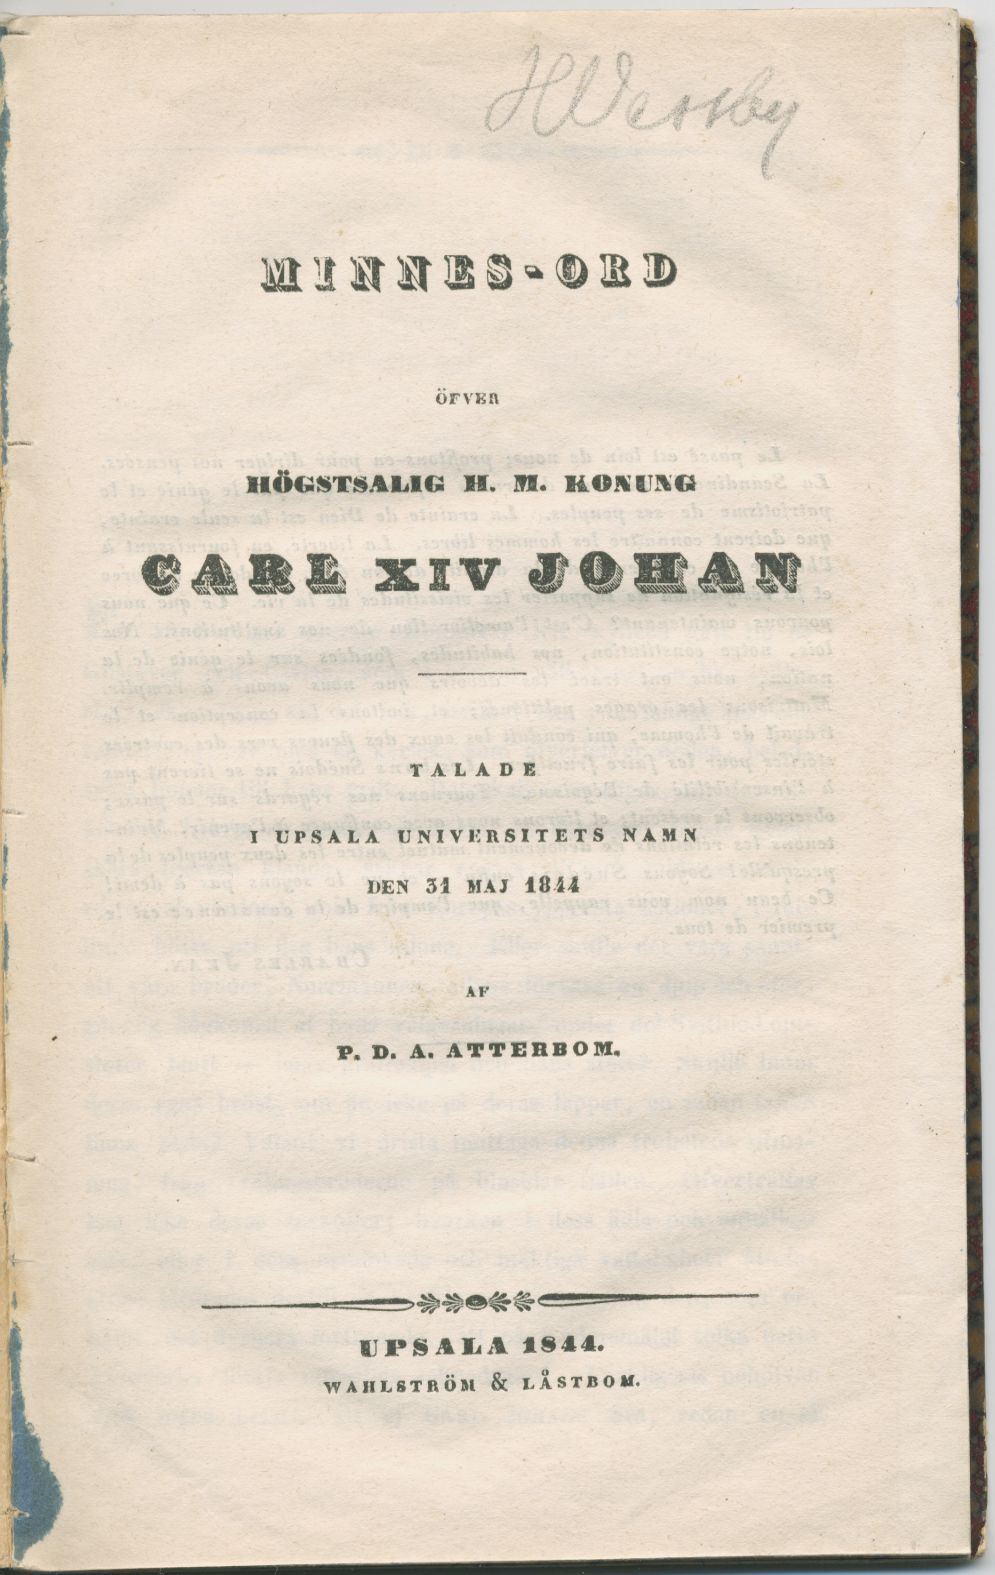 MINNES-ORD
ÖFVER
HÖGSTSALIG H. M. KONUNG
CARL XIV JOHAN
TALADE
I UPSALA UNIVERSITETS NAMN
DEN 31 MAJ 1844
AF
P. D. A. ATTERBOM.
UPSALA 1844.
WAHLSTRÖM & LÅSTBOM.